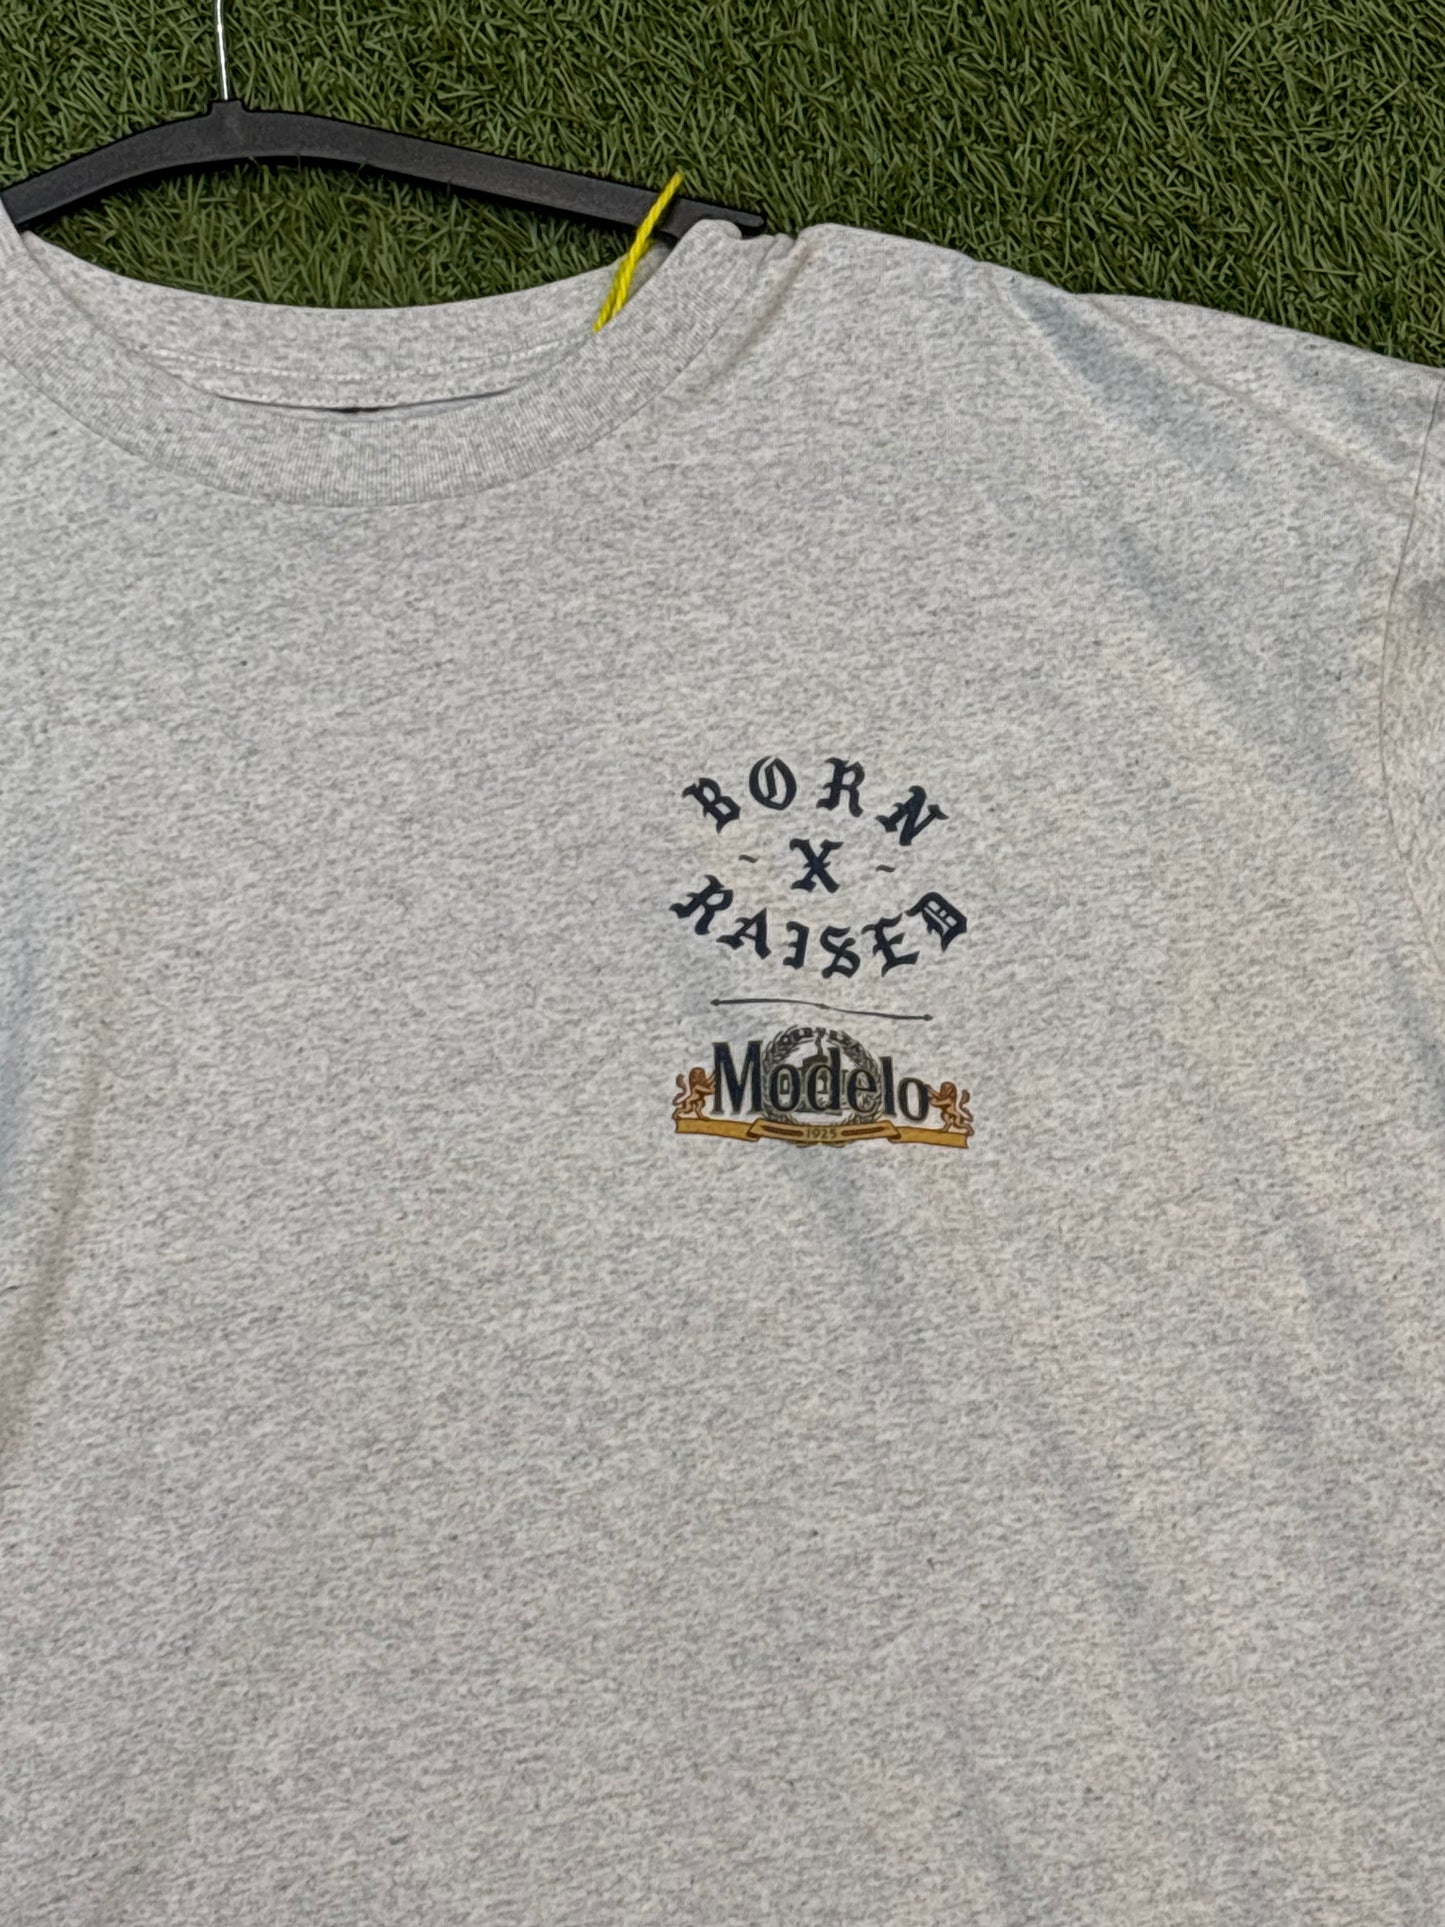 BORN
- X -
RAISED
Modelo
1925